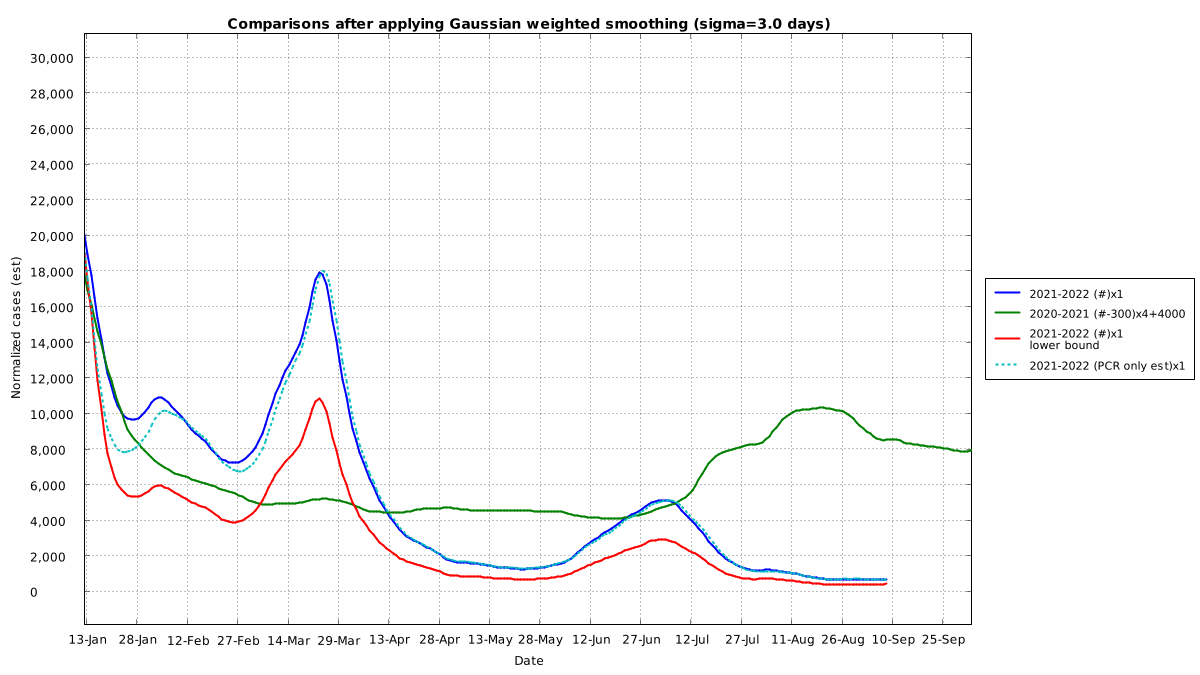 Comparisons after applying Gaussian weighted smoothing (sigma=3.0 days)
30,000
28,000
26,000
24,000
22,000
20,000
18,000
16,000
14,000
12,000
10,000
8,000
6,000
4,000
2,000
0
Normalized cases (est)
13-Jan 28-Jan 12-Feb 27-Feb 14-Mar 29-Mar 13-Apr 28-Apr 13-May 28-May 12-Jun 27-Jun 12-Jul 27-Jul 11-Aug 26-Aug 10-Sep 25-Sep
Date
2021-2022 (#)x1
2020-2021 (#-300)x4+4000
2021-2022 (#)x1
lower bound
2021-2022 (PCR only est)x1